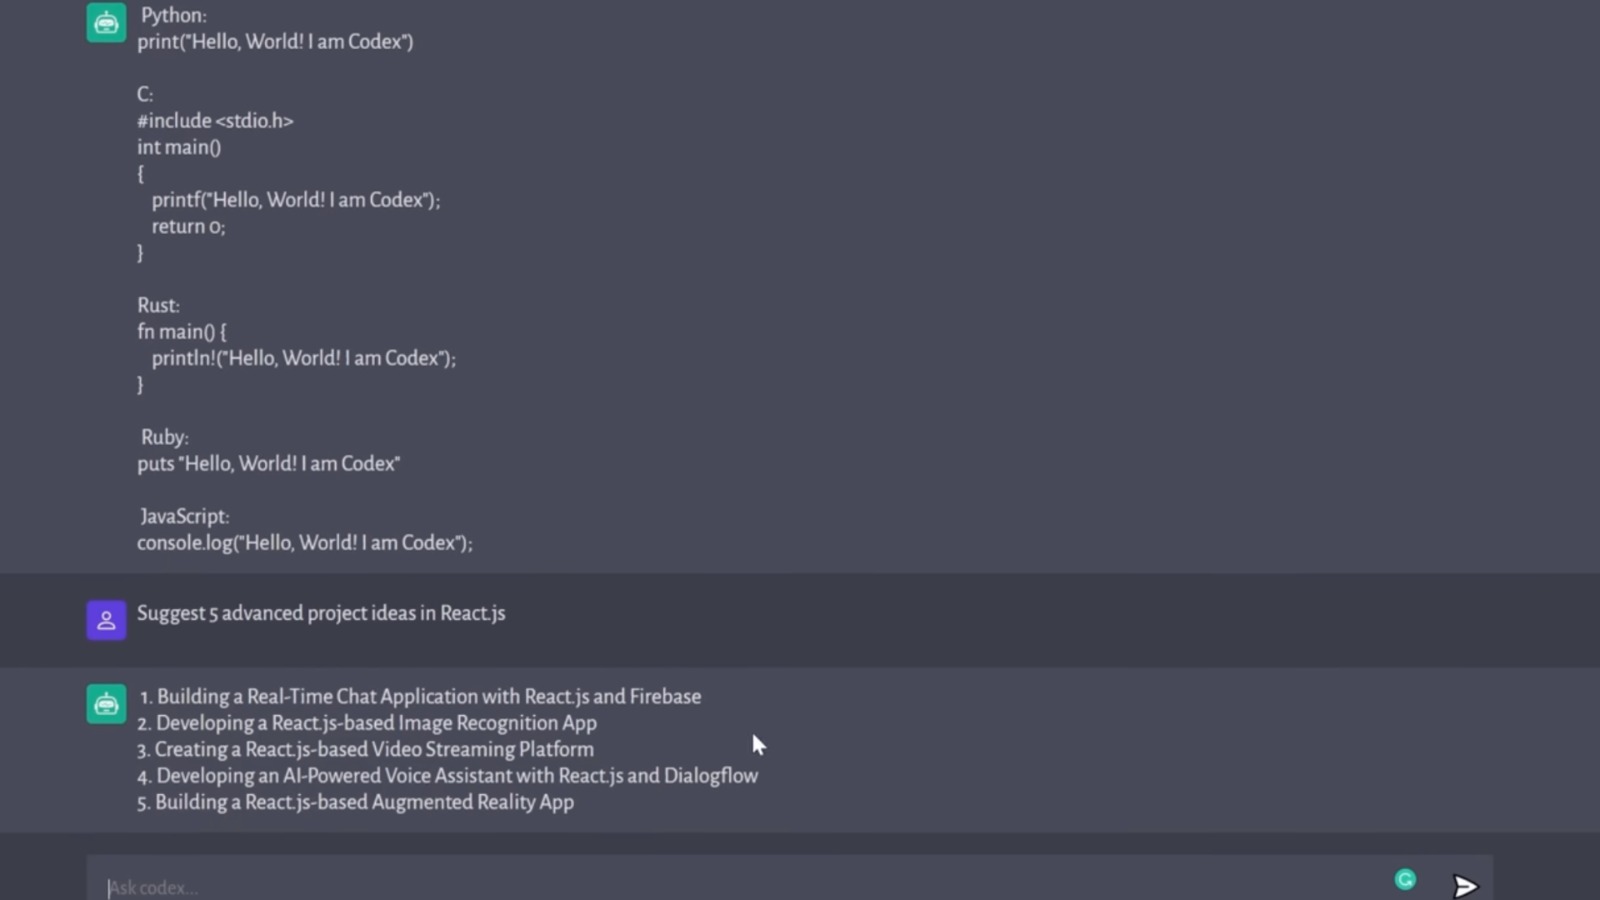 Python:
print("Hello, World! I am Codex")
C:
#include <stdio.h>
int main()
{
printf("Hello, World! I am Codex");
return 0;
}
Rust:
fn main() {
println!("Hello, World! I am Codex");
}
Ruby:
puts "Hello, World! I am Codex"
JavaScript:
console.log("Hello, World! I am Codex");
Suggest 5 advanced project ideas in React.js
1. Building a Real-Time Chat Application with React.js and Firebase
2. Developing a React.js-based Image Recognition App
3. Creating a React.js-based Video Streaming Platform
4. Developing an AI-Powered Voice Assistant with React.js and Dialogflow
5. Building a React.js-based Augmented Reality App
Ask codex...